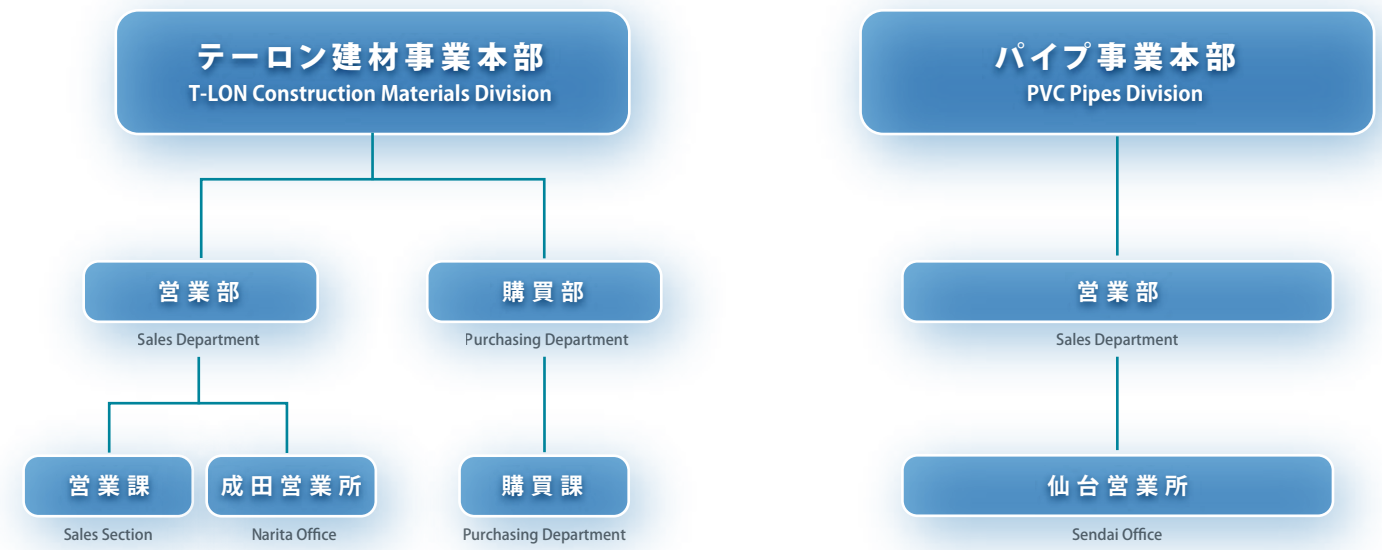 テーロン建材事業本部
T-LON Construction Materials Division
パイプ事業本部
PVC Pipes Division
営業部
Sales Department
購買部
Purchasing Department
営業部
Sales Department
営業課
Sales Section
成田営業所
Narita Office
購買課
Purchasing Department
仙台営業所
Sendai Office